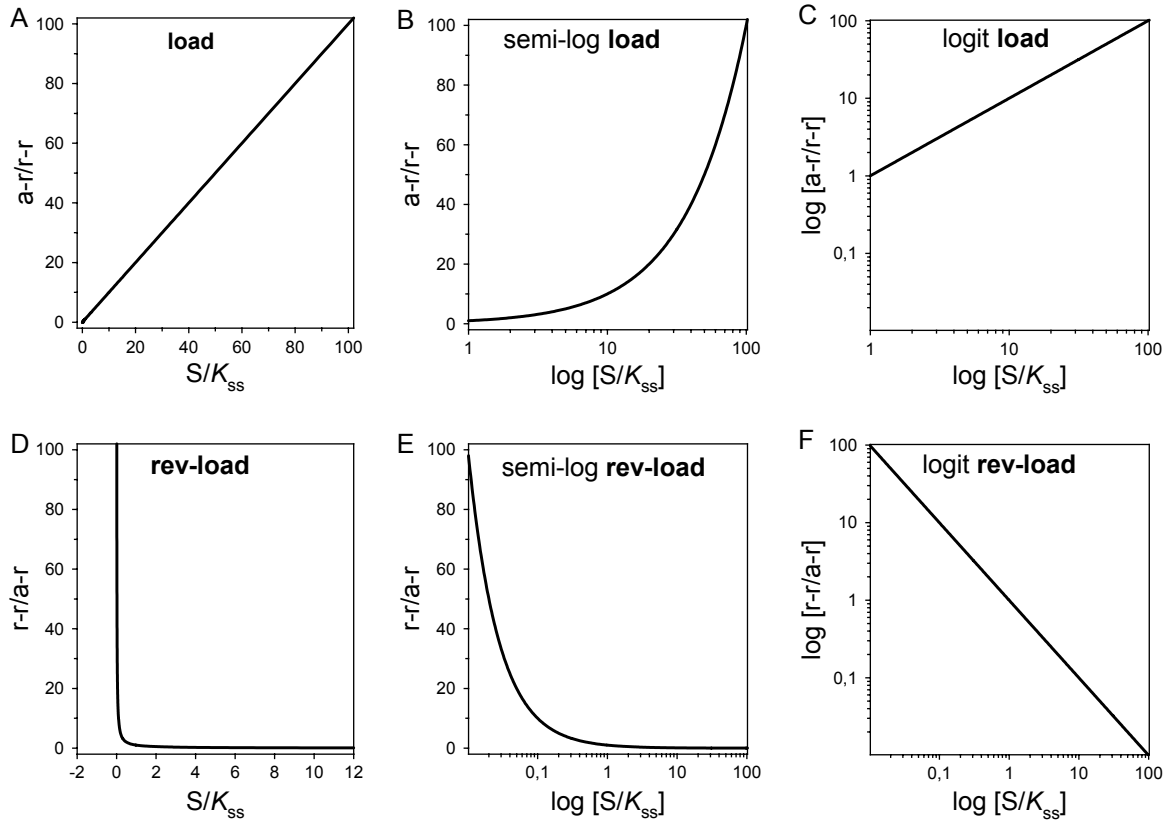 A
load
a-r/r-r
100
80
60
40
20
0
0 20 40 60 80 100
S/Kss
B
semi-log load
a-r/r-r
100
80
60
40
20
0
1 10 100
log [S/Kss]
C
logit load
log [a-r/r-r]
100
10
1
0,1
1 10 100
log [S/Kss]
D
rev-load
r-r/a-r
100
80
60
40
20
0
-2 0 2 4 6 8 10 12
S/Kss
E
semi-log rev-load
r-r/a-r
100
80
60
40
20
0
0,1 1 10 100
log [S/Kss]
F
logit rev-load
log [r-r/a-r]
100
10
1
0,1
0,1 1 10 100
log [S/Kss]